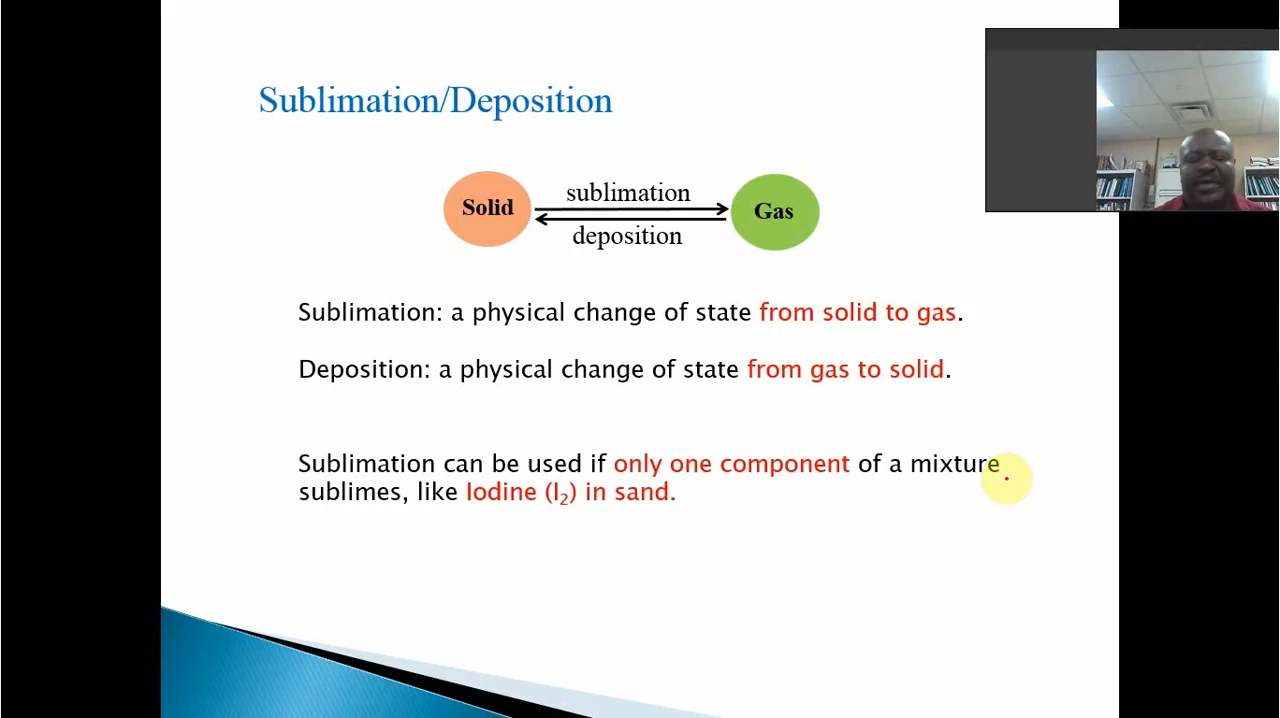 Sublimation/Deposition
Solid
sublimation
deposition
Gas
Sublimation: a physical change of state from solid to gas.
Deposition: a physical change of state from gas to solid.
Sublimation can be used if only one component of a mixture
sublimes, like Iodine (I₂) in sand.